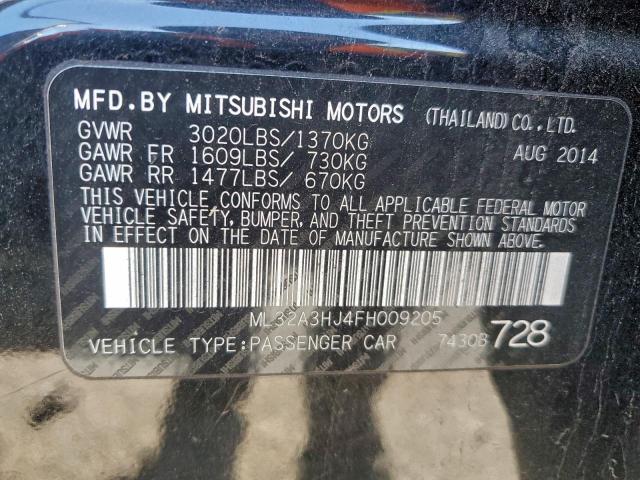 MFD.BY MITSUBISHI MOTORS (THAILAND)CO.,LTD.
GVWR 3020LBS/1370KG AUG 2014
GAWR FR 1609LBS/ 730KG
GAWR RR 1477LBS/ 670KG
THIS VEHICLE CONFORMS TO ALL APPLICABLE FEDERAL MOTOR
VEHICLE SAFETY, BUMPER, AND THEFT PREVENTION STANDARDS
IN EFFECT ON THE DATE OF MANUFACTURE SHOWN ABOVE.
ML32A3HJ4FH009205
VEHICLE TYPE:PASSENGER CAR 7430B 728